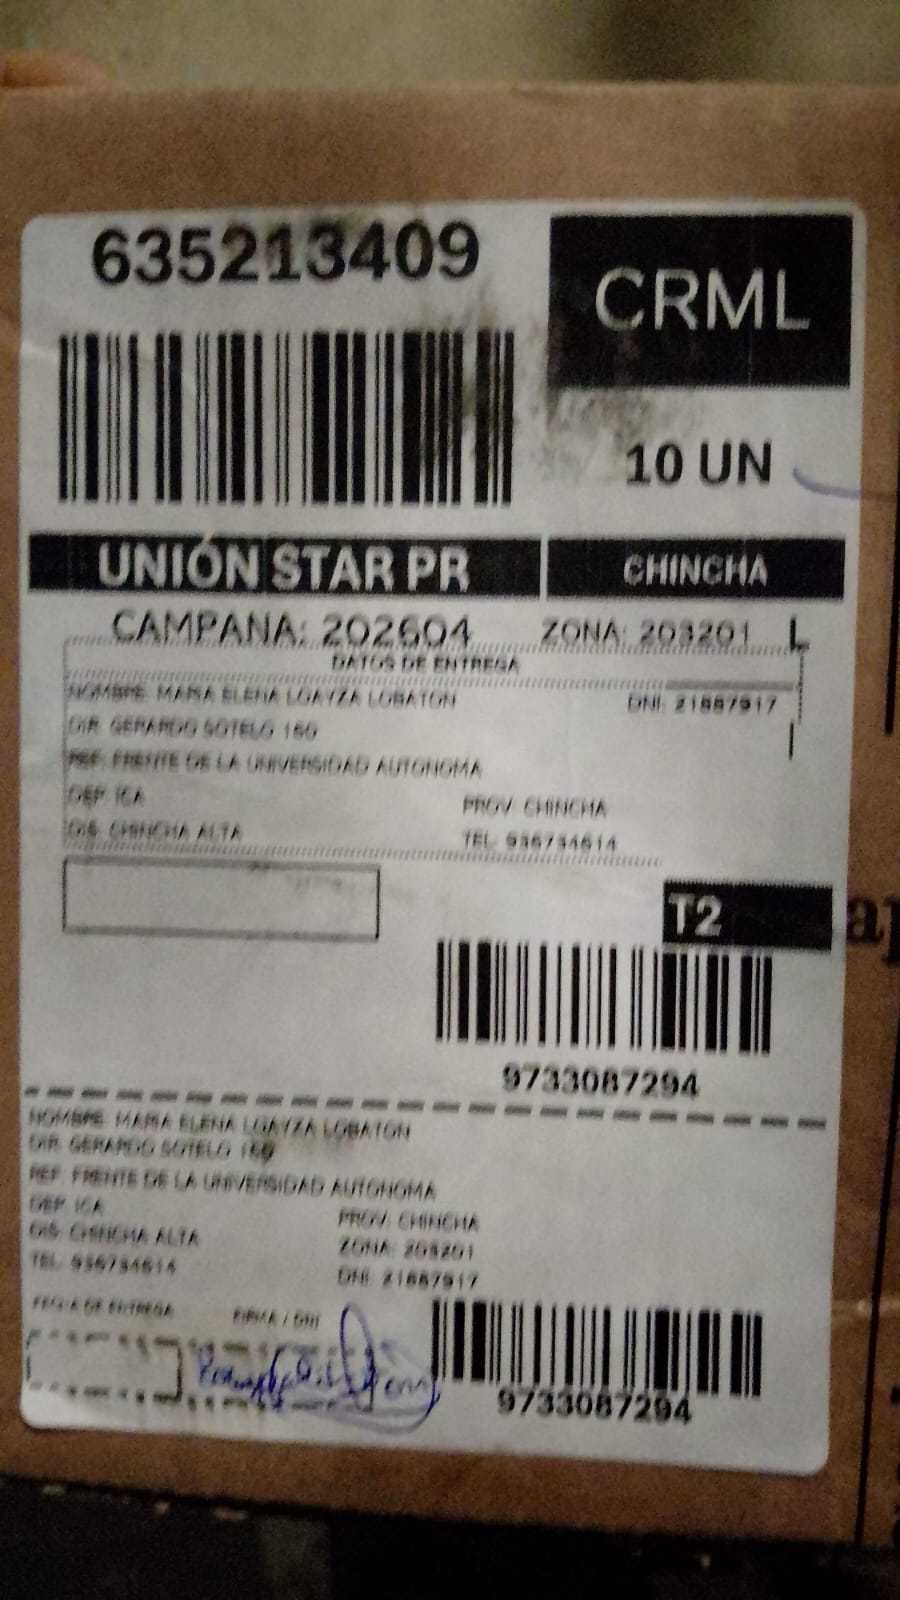 635213409
CRML
10 UN
UNIÓN STAR PR
CHINCHA
CAMPANA: 202604 ZONA: 203201 L
DATOS DE ENTREGA
NOMBRE: MARIA ELENA LOAYZA LOBATON DNI: 21887917
DIR. GERARDO SOTELO 160
REF: FRENTE DE LA UNIVERSIDAD AUTONOMA
DEP. ICA PROV. CHINCHA
DIS. CHINCHA ALTA TEL. 936734614
T2
9733087294
NOMBRE: MARIA ELENA LOAYZA LOBATON
DIR. GERARDO SOTELO 160
REF: FRENTE DE LA UNIVERSIDAD AUTONOMA
DEP. ICA PROV. CHINCHA
DIS. CHINCHA ALTA ZONA: 203201
TEL. 936734614 DNI: 21887917
FECHA DE ENTREGA FIRMA / DNI
9733087294